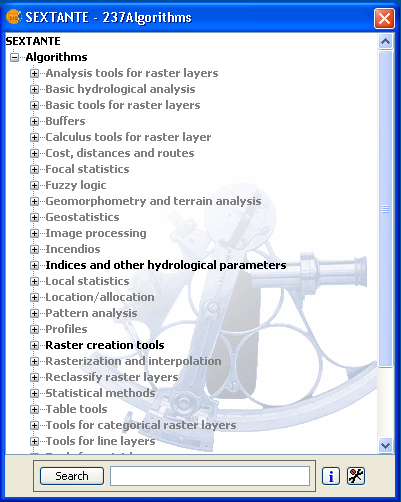 SEXTANTE - 237Algorithms
SEXTANTE
Algorithms
Analysis tools for raster layers
Basic hydrological analysis
Basic tools for raster layers
Buffers
Calculus tools for raster layer
Cost, distances and routes
Focal statistics
Fuzzy logic
Geomorphometry and terrain analysis
Geostatistics
Image processing
Incendios
Indices and other hydrological parameters
Local statistics
Location/allocation
Pattern analysis
Profiles
Raster creation tools
Rasterization and interpolation
Reclassify raster layers
Statistical methods
Table tools
Tools for categorical raster layers
Tools for line layers
Search